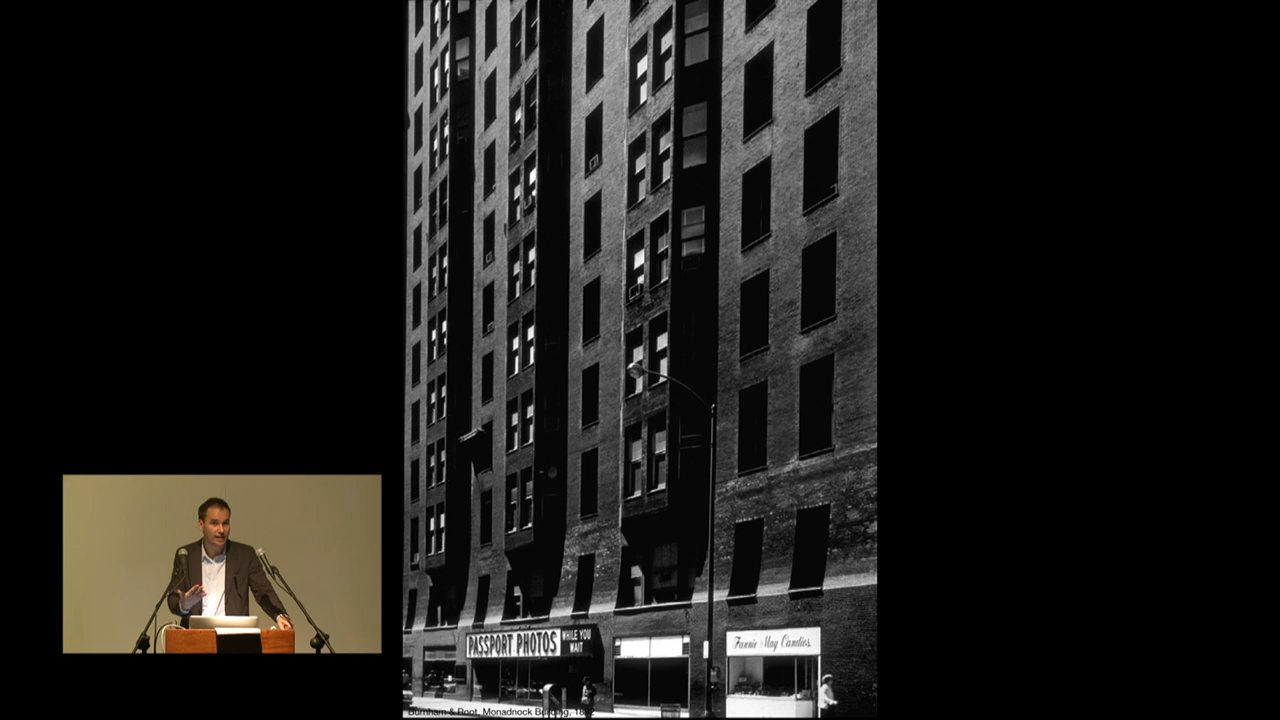 PASSPORT PHOTOS
WHILE YOU
WAIT
Fannie May Candies
Burnham & Root, Monadnock Building,